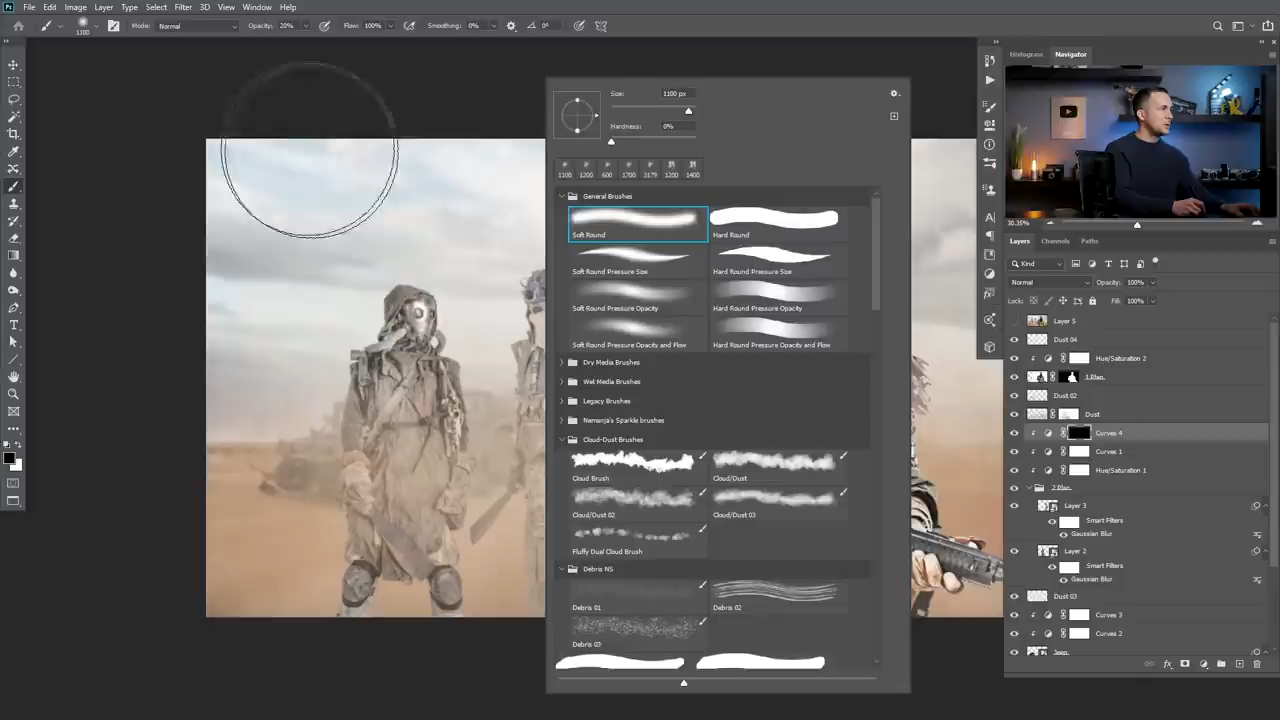 Ps File Edit Image Layer Type Select Filter 3D View Window Help
1100 Mode: Normal Opacity: 20% Flow: 100% Smoothing: 0% 0°
Histogram Navigator
Size: 1100 px
Hardness: 0%
1100 1200 600 1700 3179 1200 1400
General Brushes
Soft Round Hard Round
Soft Round Pressure Size Hard Round Pressure Size
Soft Round Pressure Opacity Hard Round Pressure Opacity
Soft Round Pressure Opacity and Flow Hard Round Pressure Opacity and Flow
Dry Media Brushes
Wet Media Brushes
Legacy Brushes
Nemanja's Sparkle brushes
Cloud-Dust Brushes
Cloud Brush Cloud/Dust
Cloud/Dust 02 Cloud/Dust 03
Fluffy Dual Cloud Brush
Debris NS
Debris 01 Debris 02
Debris 03
Layers Channels Paths
Kind
Normal Opacity: 100%
Lock: Fill: 100%
Layer 5
Dust 04
Hue/Saturation 2
1 Plan
Dust 02
Dust
Curves 4
Curves 1
Hue/Saturation 1
2 Plan
Layer 3
Smart Filters
Gaussian Blur
Layer 2
Smart Filters
Gaussian Blur
Dust 03
Curves 3
Curves 2
Jeep